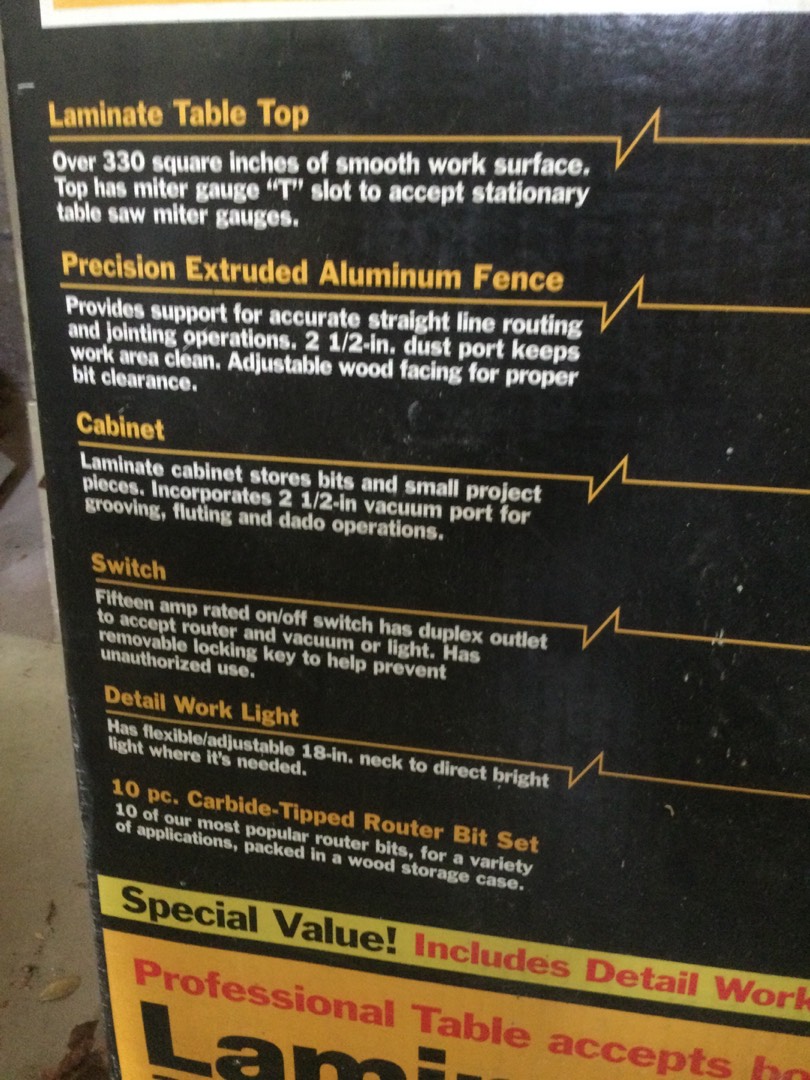 Laminate Table Top
Over 330 square inches of smooth work surface.
Top has miter gauge “T” slot to accept stationary
table saw miter gauges.
Precision Extruded Aluminum Fence
Provides support for accurate straight line routing
and jointing operations. 2 1/2-in. dust port keeps
work area clean. Adjustable wood facing for proper
bit clearance.
Cabinet
Laminate cabinet stores bits and small project
pieces. Incorporates 2 1/2-in vacuum port for
grooving, fluting and dado operations.
Switch
Fifteen amp rated on/off switch has duplex outlet
to accept router and vacuum or light. Has
removable locking key to help prevent
unauthorized use.
Detail Work Light
Has flexible/adjustable 18-in. neck to direct bright
light where it's needed.
10 pc. Carbide-Tipped Router Bit Set
10 of our most popular router bits, for a variety
of applications, packed in a wood storage case.
Special Value! Includes Detail Work
Professional Table accepts